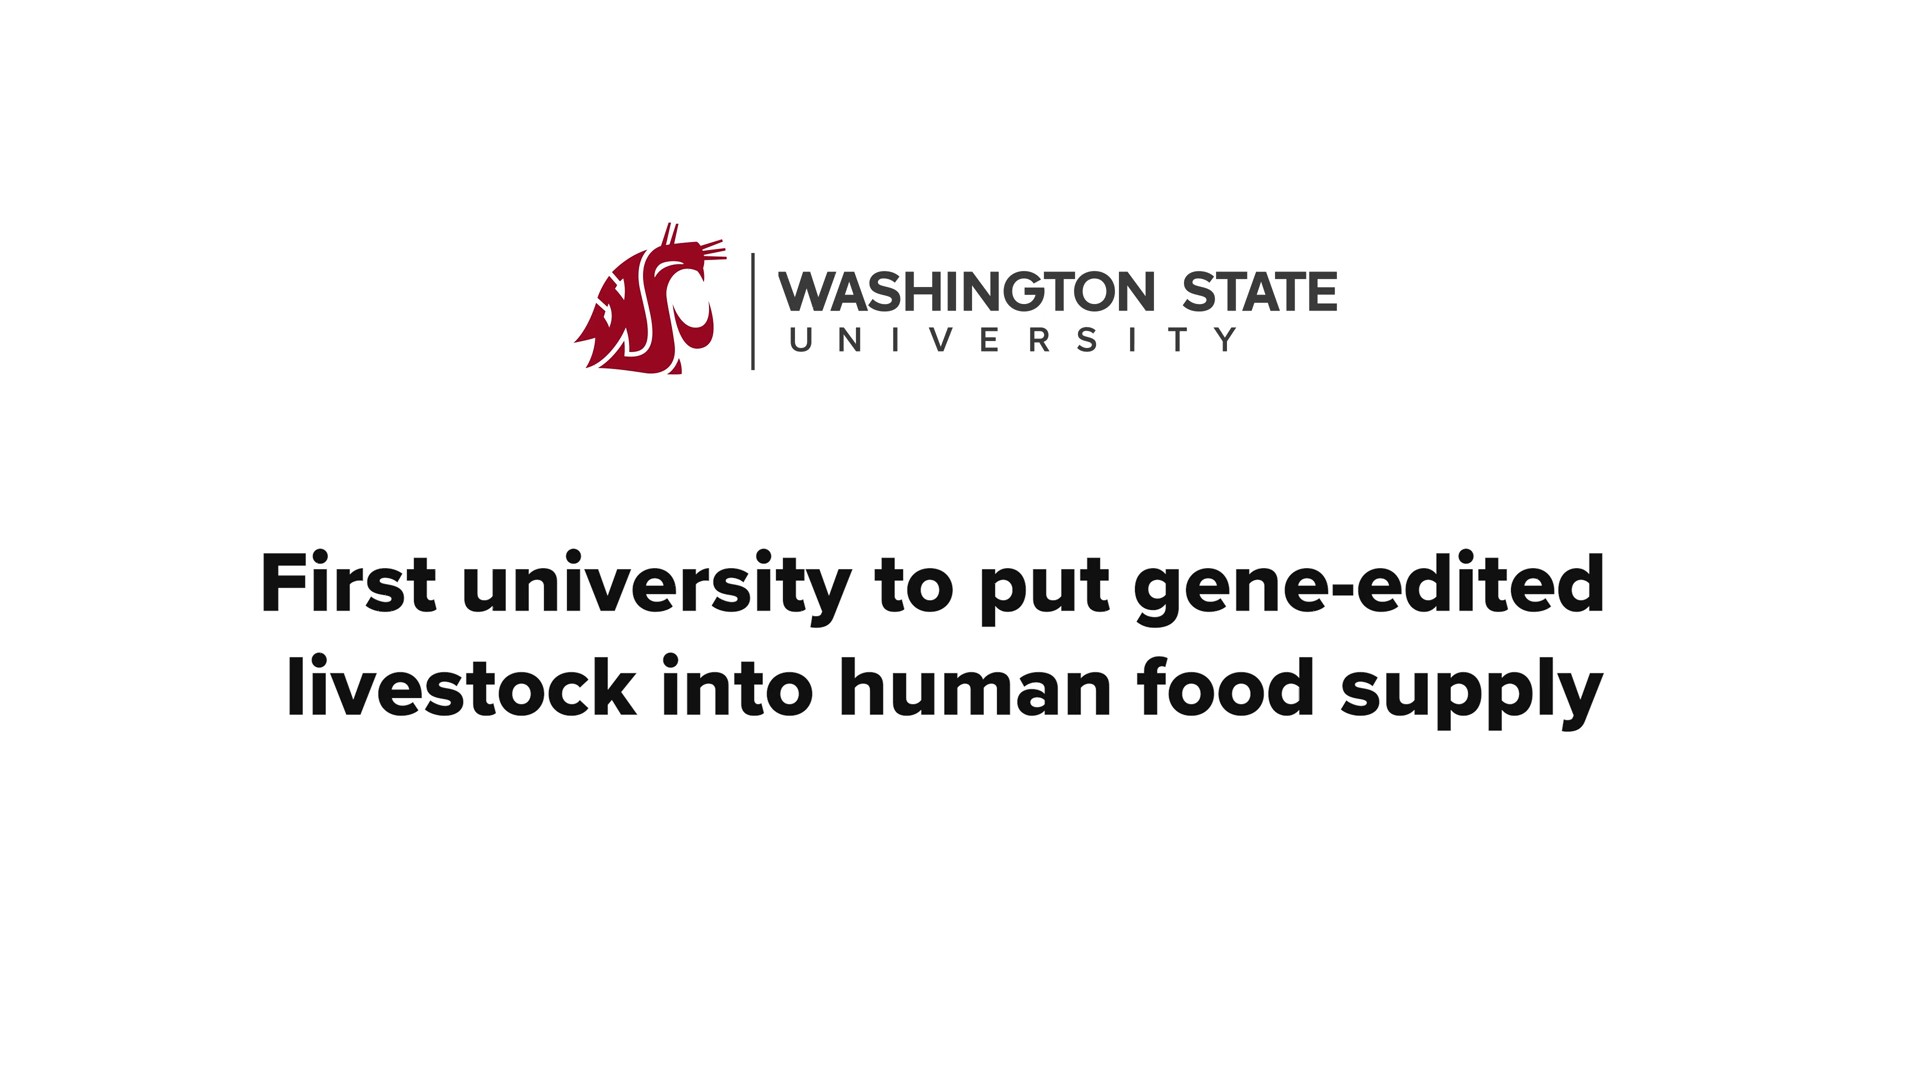 WASHINGTON STATE
UNIVERSITY
First university to put gene-edited
livestock into human food supply